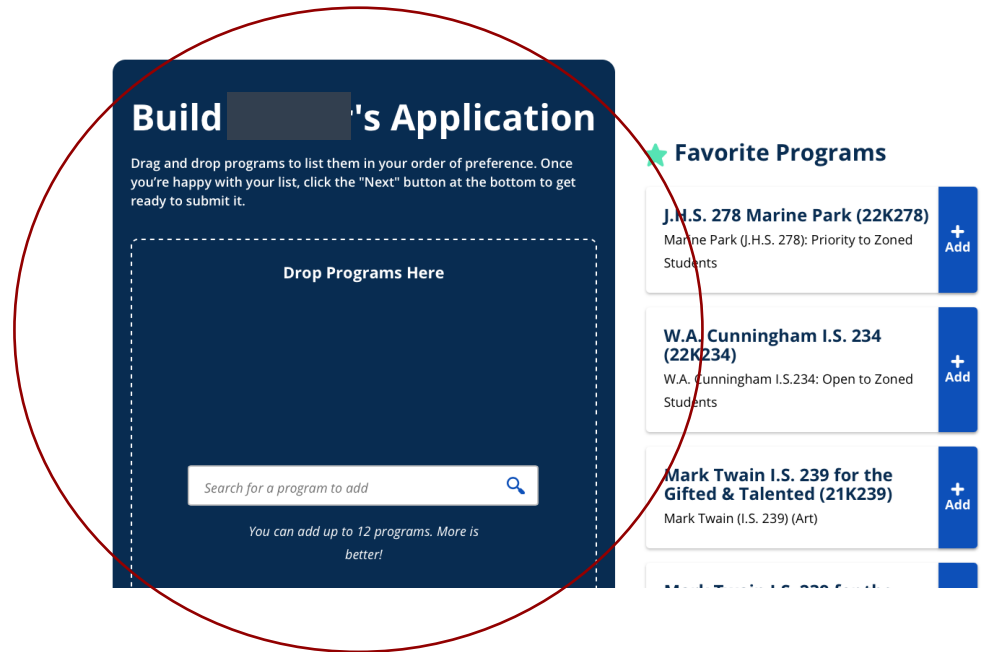 Build 's Application
Drag and drop programs to list them in your order of preference. Once
you're happy with your list, click the "Next" button at the bottom to get
ready to submit it.
Drop Programs Here
Search for a program to add
You can add up to 12 programs. More is
better!
Favorite Programs
J.H.S. 278 Marine Park (22K278)
Marine Park (J.H.S. 278): Priority to Zoned
Students
+
Add
W.A. Cunningham I.S. 234
(22K234)
W.A. Cunningham I.S.234: Open to Zoned
Students
+
Add
Mark Twain I.S. 239 for the
Gifted & Talented (21K239)
Mark Twain (I.S. 239) (Art)
+
Add